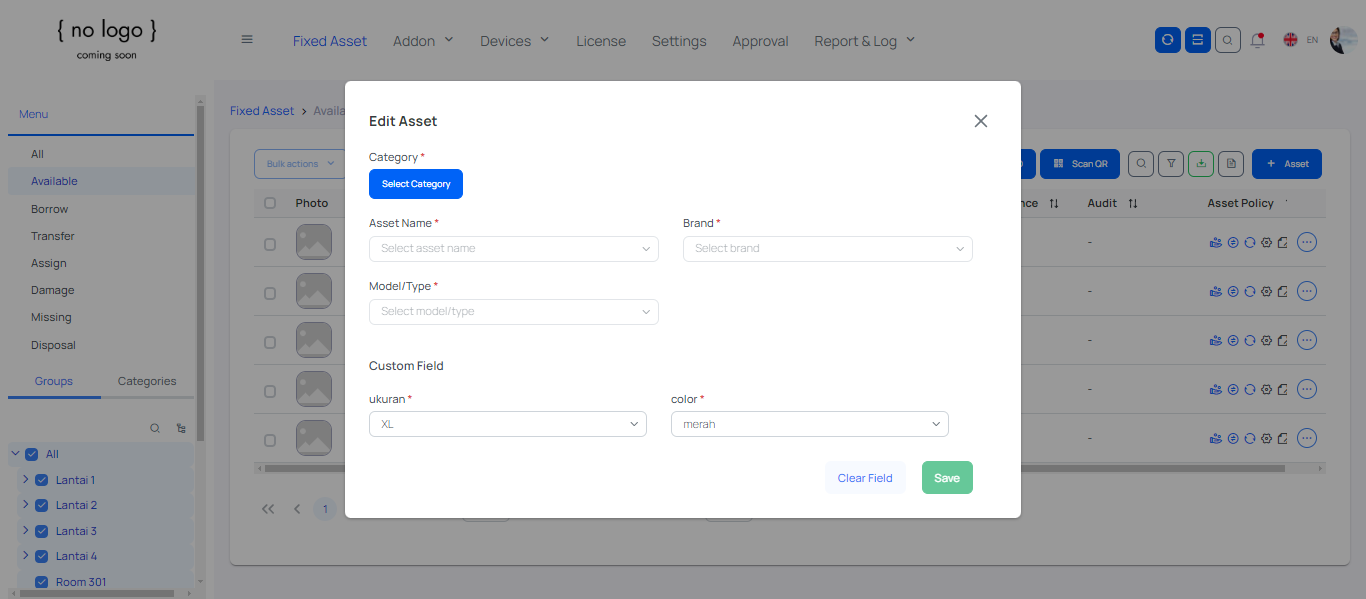 { no logo }
coming soon
Fixed Asset
Addon
Devices
License
Settings
Approval
Report & Log
EN
Menu
All
Available
Borrow
Transfer
Assign
Damage
Missing
Disposal
Groups
Categories
All
Lantai 1
Lantai 2
Lantai 3
Lantai 4
Room 301
Fixed Asset > Availa
Bulk actions
Scan QR
+ Asset
Photo
nce
Audit
Asset Policy
-
-
-
-
-
1
Edit Asset
Category *
Select Category
Asset Name *
Brand *
Select asset name
Select brand
Model/Type *
Select model/type
Custom Field
ukuran *
color *
XL
merah
Clear Field
Save